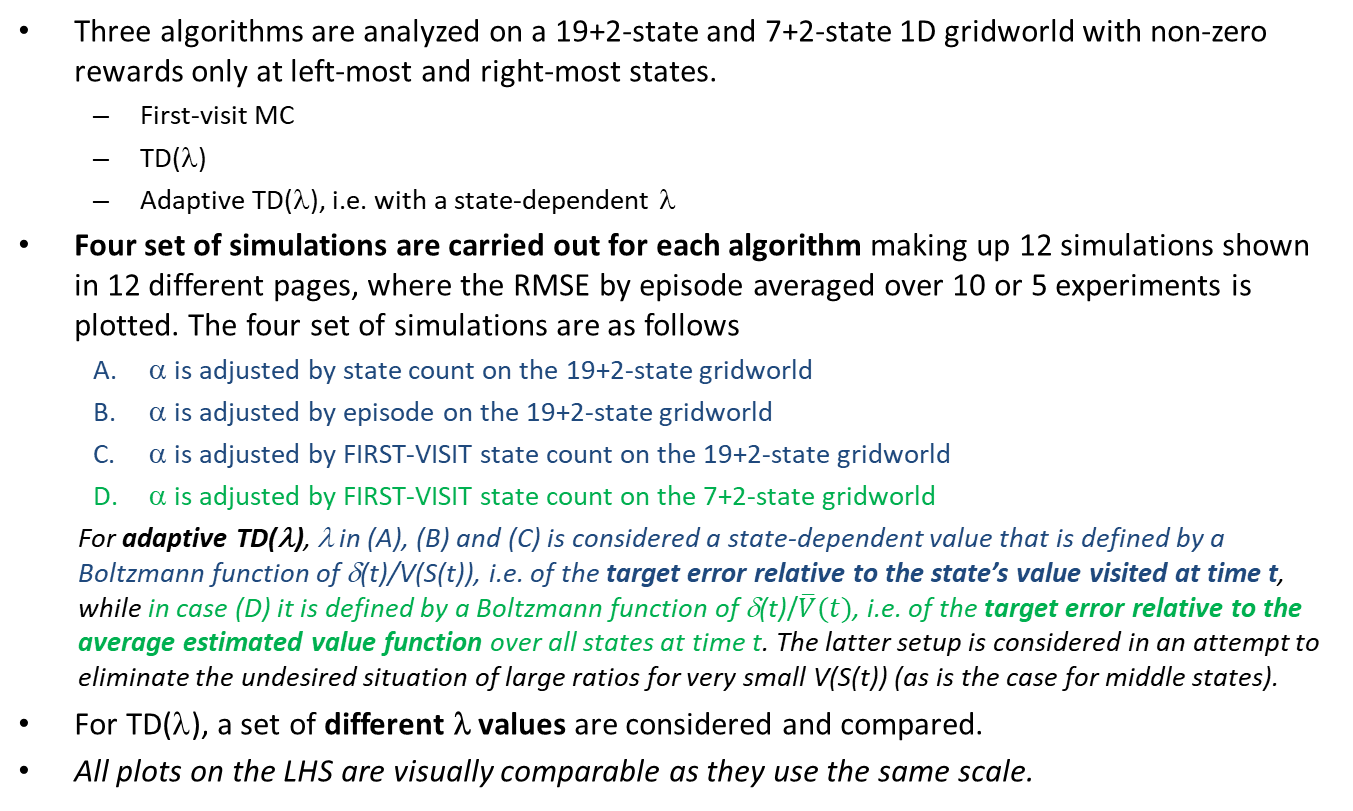 • Three algorithms are analyzed on a 19+2-state and 7+2-state 1D gridworld with non-zero
rewards only at left-most and right-most states.
– First-visit MC
– TD(λ)
– Adaptive TD(λ), i.e. with a state-dependent λ
• Four set of simulations are carried out for each algorithm making up 12 simulations shown
in 12 different pages, where the RMSE by episode averaged over 10 or 5 experiments is
plotted. The four set of simulations are as follows
A. α is adjusted by state count on the 19+2-state gridworld
B. α is adjusted by episode on the 19+2-state gridworld
C. α is adjusted by FIRST-VISIT state count on the 19+2-state gridworld
D. α is adjusted by FIRST-VISIT state count on the 7+2-state gridworld
For adaptive TD(λ), λ in (A), (B) and (C) is considered a state-dependent value that is defined by a
Boltzmann function of δ(t)/V(S(t)), i.e. of the target error relative to the state’s value visited at time t,
while in case (D) it is defined by a Boltzmann function of δ(t)/V̄(t), i.e. of the target error relative to the
average estimated value function over all states at time t. The latter setup is considered in an attempt to
eliminate the undesired situation of large ratios for very small V(S(t)) (as is the case for middle states).
• For TD(λ), a set of different λ values are considered and compared.
• All plots on the LHS are visually comparable as they use the same scale.